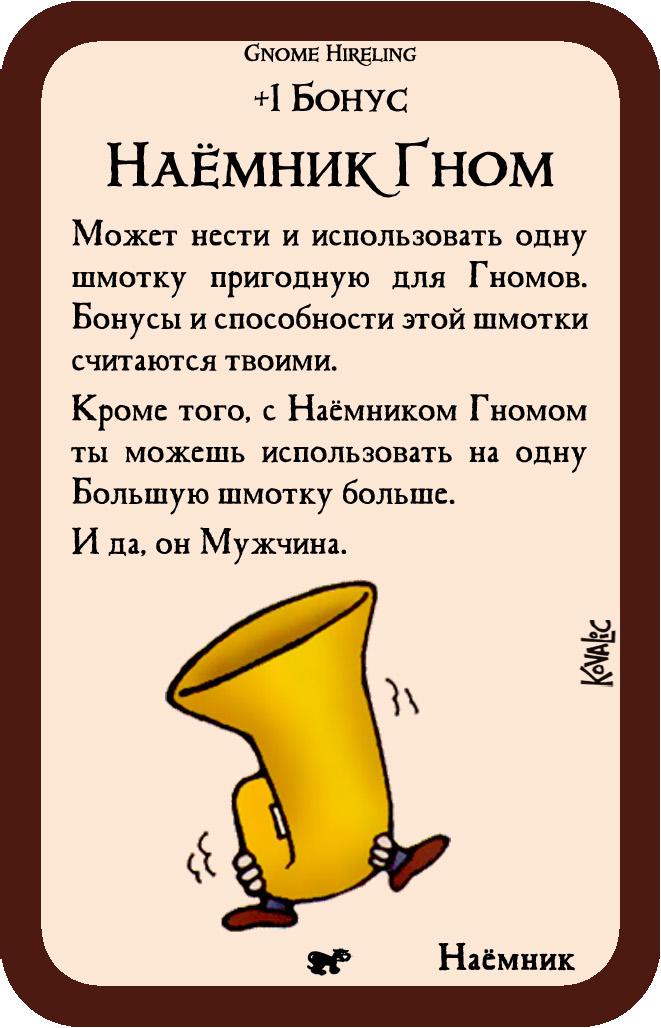 Gnome Hireling
+1 Бонус
Наёмник Гном
Может нести и использовать одну
шмотку пригодную для Гномов.
Бонусы и способности этой шмотки
считаются твоими.
Кроме того, с Наёмником Гномом
ты можешь использовать на одну
Большую шмотку больше.
И да, он Мужчина.
Kovalic
Наёмник